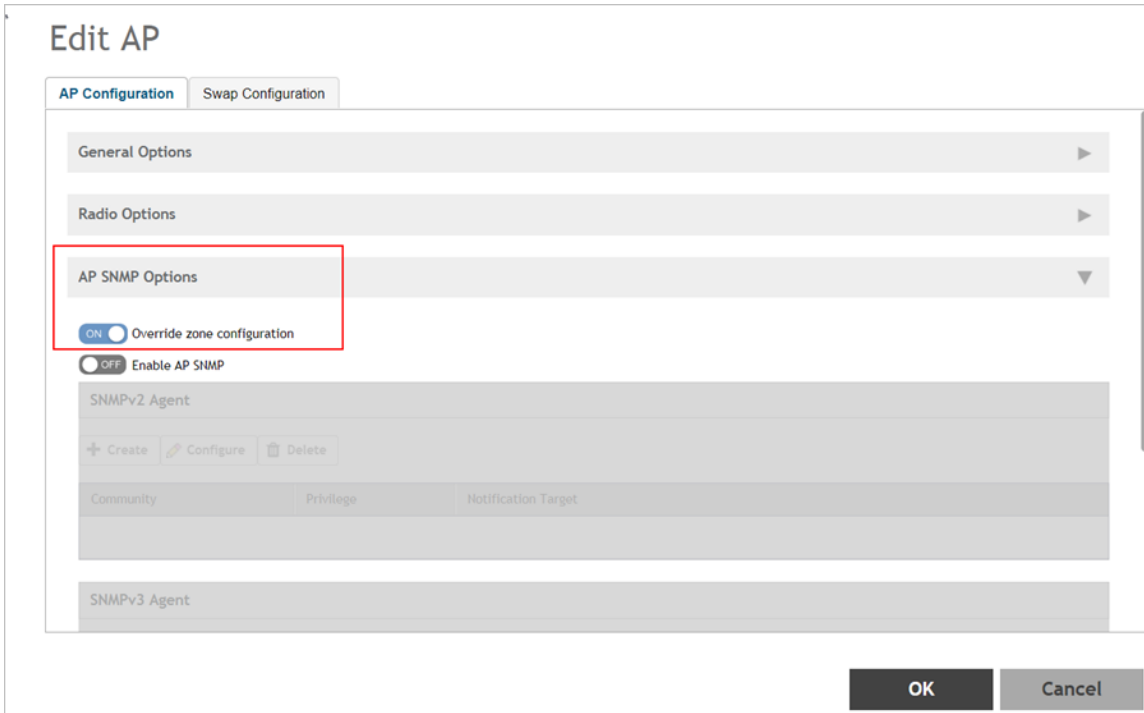 Edit AP
AP Configuration Swap Configuration
General Options
Radio Options
AP SNMP Options
ON Override zone configuration
OFF Enable AP SNMP
SNMPv2 Agent
Create Configure Delete
Community Privilege Notification Target
SNMPv3 Agent
OK Cancel